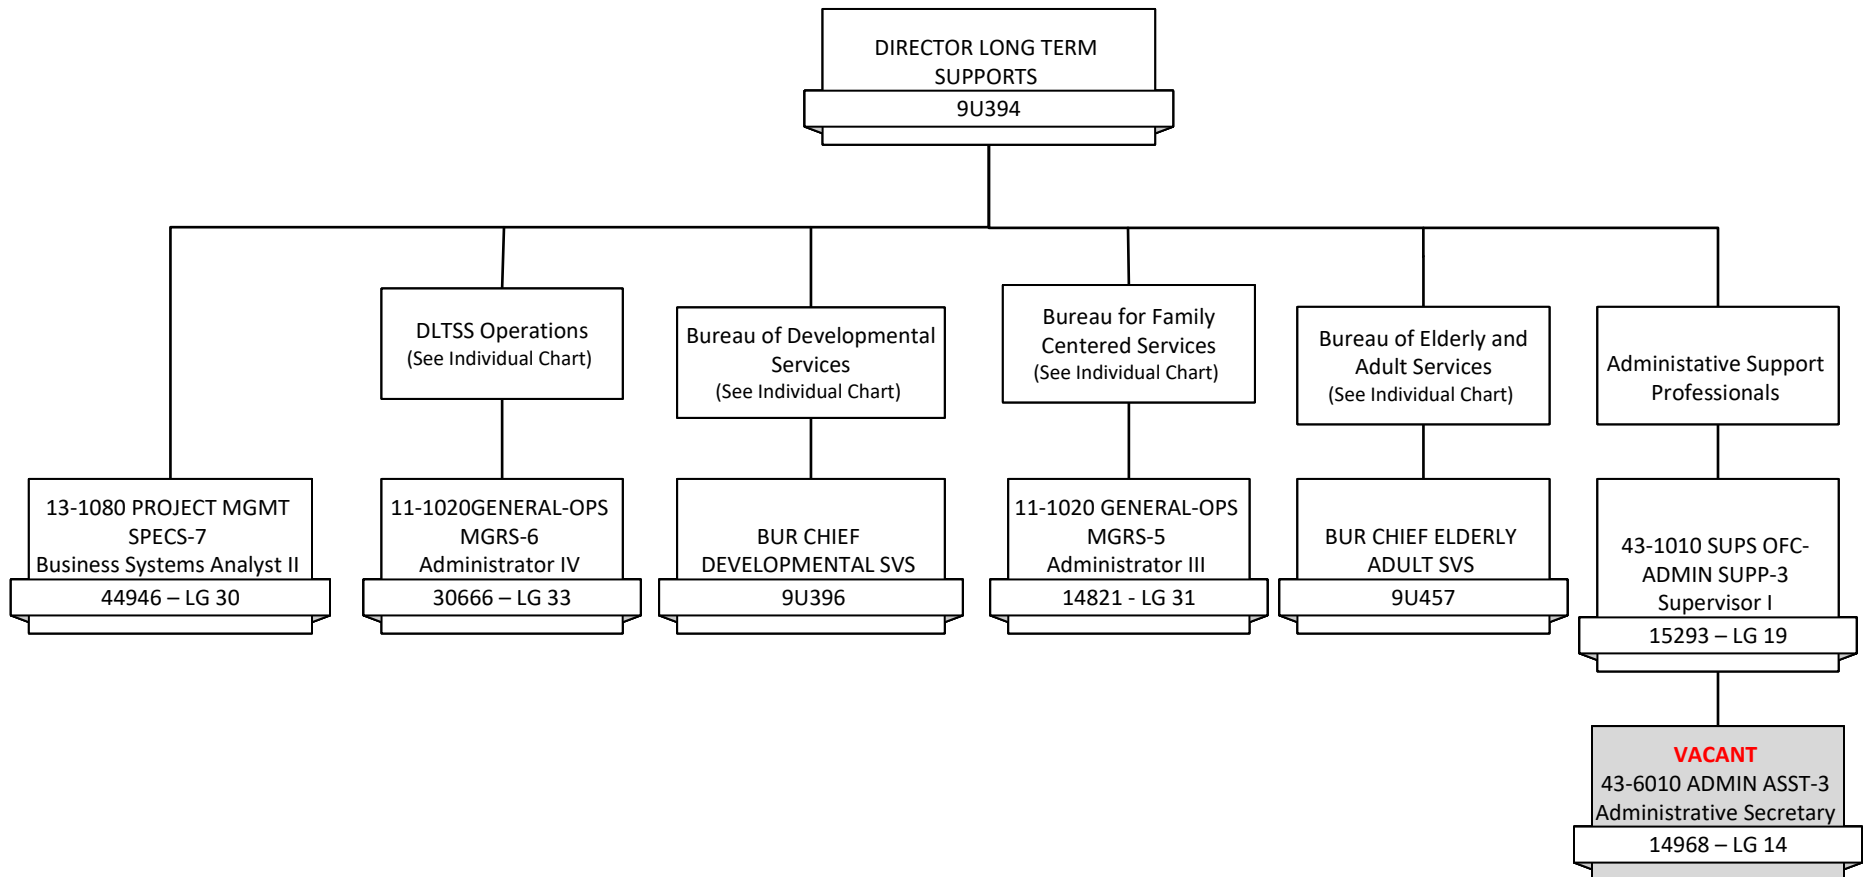 DIRECTOR LONG TERM
SUPPORTS
9U394
DLTSS Operations
(See Individual Chart)
Bureau of Developmental
Services
(See Individual Chart)
Bureau for Family
Centered Services
(See Individual Chart)
Bureau of Elderly and
Adult Services
(See Individual Chart)
Administative Support
Professionals
13-1080 PROJECT MGMT
SPECS-7
Business Systems Analyst II
44946 – LG 30
11-1020GENERAL-OPS
MGRS-6
Administrator IV
30666 – LG 33
BUR CHIEF
DEVELOPMENTAL SVS
9U396
11-1020 GENERAL-OPS
MGRS-5
Administrator III
14821 - LG 31
BUR CHIEF ELDERLY
ADULT SVS
9U457
43-1010 SUPS OFC-
ADMIN SUPP-3
Supervisor I
15293 – LG 19
VACANT
43-6010 ADMIN ASST-3
Administrative Secretary
14968 – LG 14